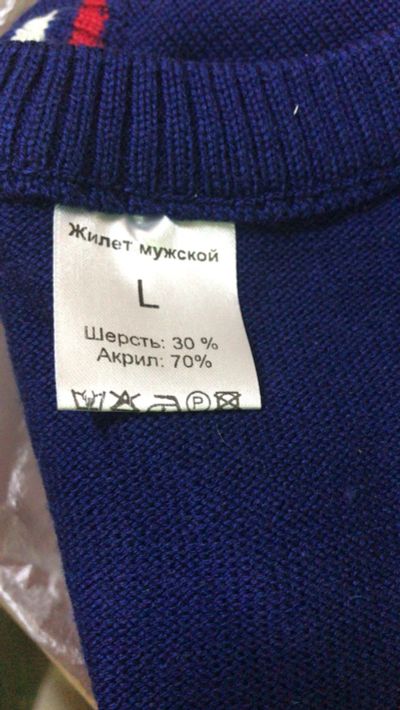 Жилет мужской
L
Шерсть: 30 %
Акрил: 70%
P